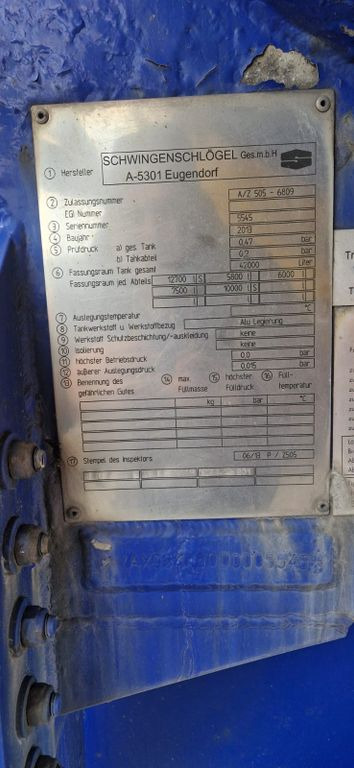 SCHWINGENSCHLÖGEL Ges.m.b.H
① Hersteller A-5301 Eugendorf
② Zulassungsnummer A/Z 505 - 6809
EGI Nummer
③ Seriennummer 5545
④ Baujahr 2013
⑤ Prüfdruck a) ges. Tank 0,47 bar
b) Tankabteil 0,2 bar
⑥ Fassungsraum Tank gesamt 42000 Liter
Fassungsraum jed. Abteils 12700 l S 5800 l 6000 l
7500 l 10000 l S l
l l l
⑦ Auslegungstemperatur °C
⑧ Tankwerkstoff u. Werkstoffbezug Alu Legierung
⑨ Werkstoff Schutzbeschichtung/-auskleidung keine
⑩ Isolierung keine
⑪ höchster Betriebsdruck 0,0 bar
⑫ äußerer Auslegungsdruck 0,015 bar
⑬ Benennung des ⑭ max. ⑮ höchster ⑯ Füll-
gefährlichen Gutes Füllmasse Fülldruck temperatur
kg bar °C
⑰ Stempel des Inspektors 06/13 P / Z505
Tr
T